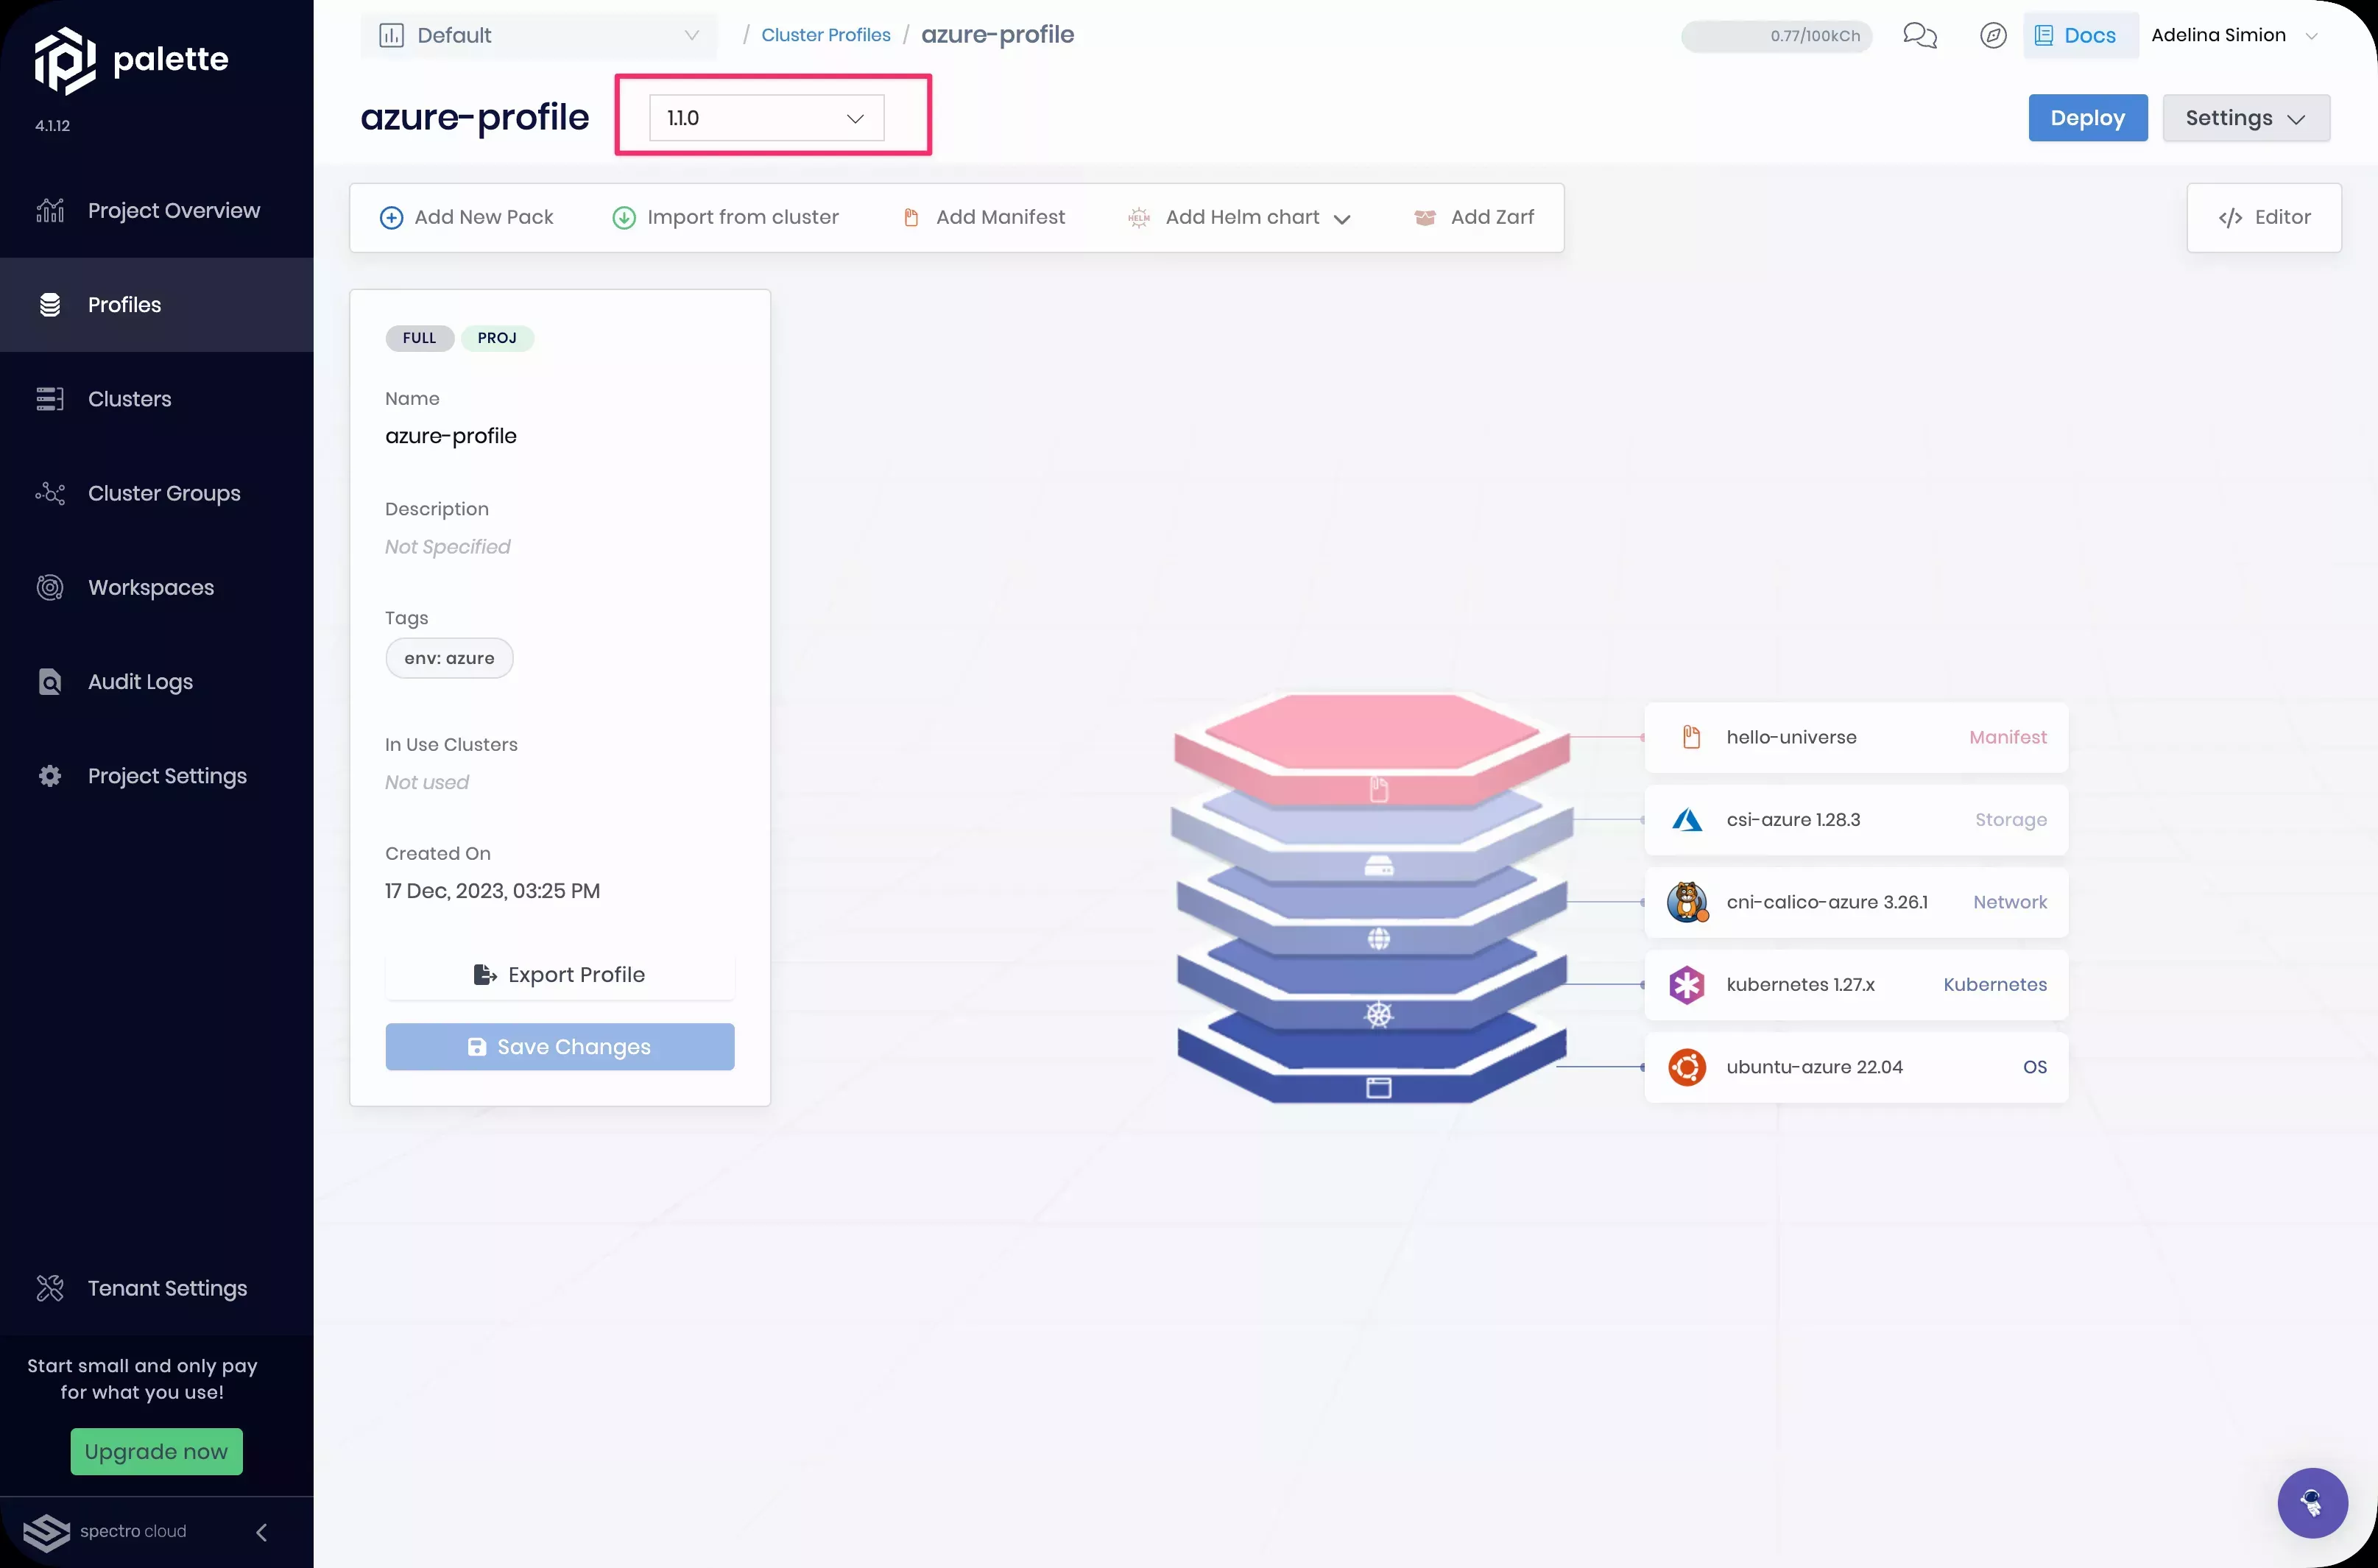 palette
4.1.12
Project Overview
Profiles
Clusters
Cluster Groups
Workspaces
Audit Logs
Project Settings
Tenant Settings
Start small and only pay
for what you use!
Upgrade now
spectro cloud
Default
/ Cluster Profiles / azure-profile
0.77/100kCh
Docs
Adelina Simion
azure-profile
1.1.0
Deploy
Settings
Add New Pack
Import from cluster
Add Manifest
HELM Add Helm chart
Add Zarf
</> Editor
FULL PROJ
Name
azure-profile
Description
Not Specified
Tags
env: azure
In Use Clusters
Not used
Created On
17 Dec, 2023, 03:25 PM
Export Profile
Save Changes
hello-universe Manifest
csi-azure 1.28.3 Storage
cni-calico-azure 3.26.1 Network
kubernetes 1.27.x Kubernetes
ubuntu-azure 22.04 OS